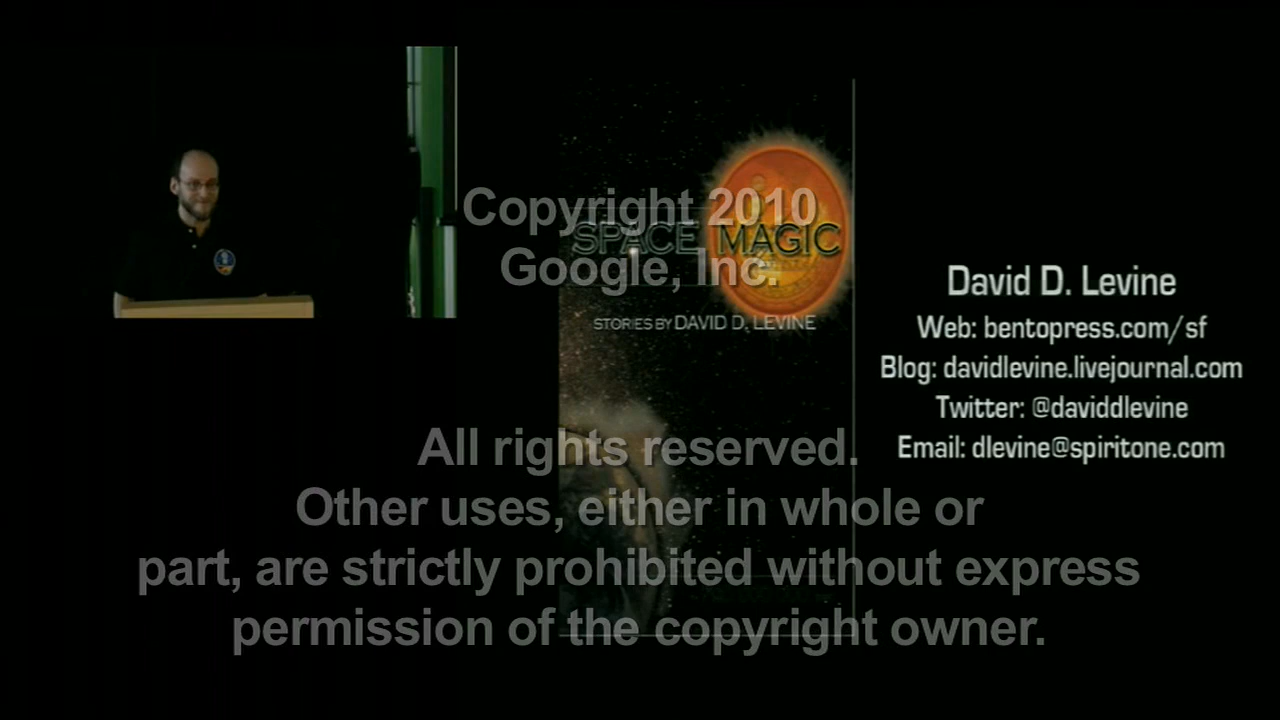 Copyright 2010
Google, Inc.
SPACE MAGIC
STORIES BY DAVID D. LEVINE
David D. Levine
Web: bentopress.com/sf
Blog: davidlevine.livejournal.com
Twitter: @daviddlevine
Email: dlevine@spiritone.com
All rights reserved.
Other uses, either in whole or
part, are strictly prohibited without express
permission of the copyright owner.